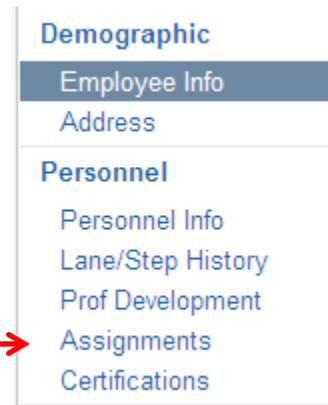 Demographic
Employee Info
Address
Personnel
Personnel Info
Lane/Step History
Prof Development
Assignments
Certifications